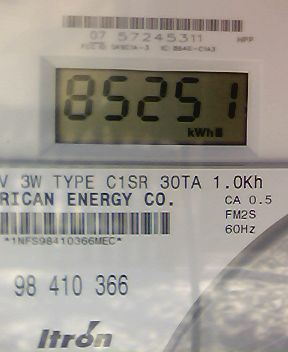 07 57245311
85251
kWh
V 3W TYPE C1SR 30TA 1.0Kh
RICAN ENERGY CO. CA 0.5
FM2S
*1NFS98410366MEC* 60Hz
98 410 366
Itrón